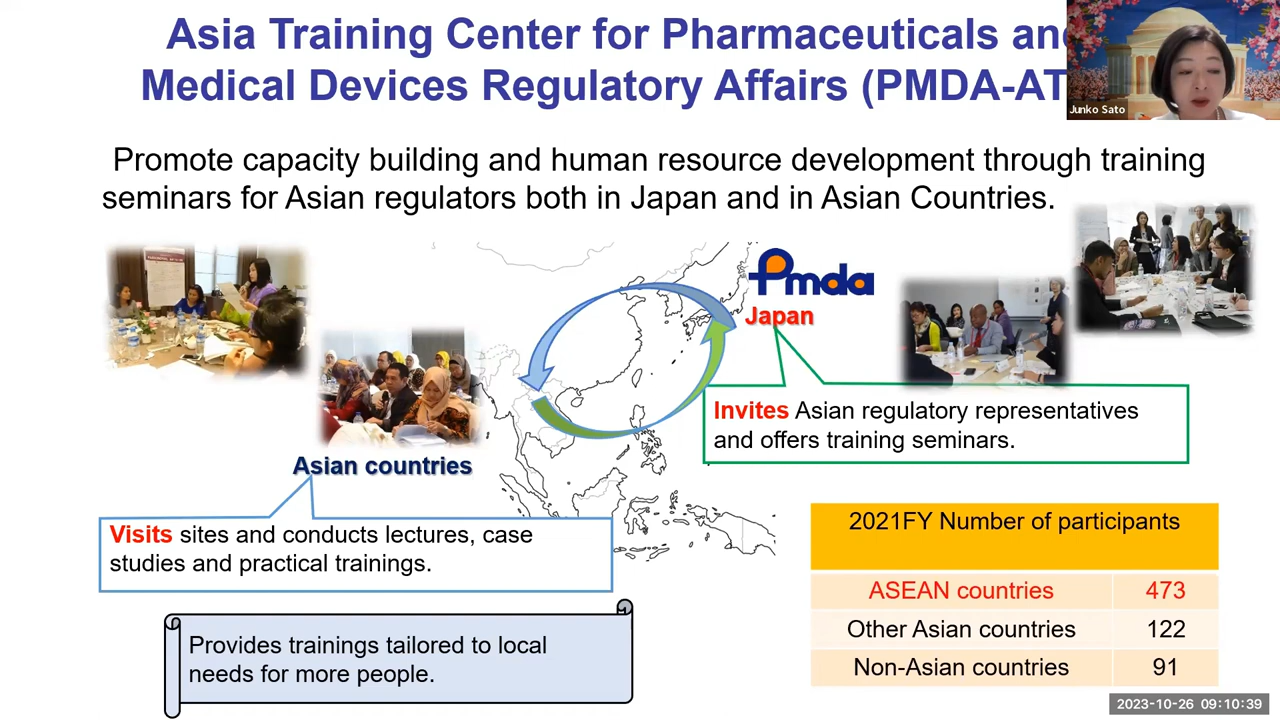 Asia Training Center for Pharmaceuticals and
Medical Devices Regulatory Affairs (PMDA-AT
Junko Sato
Promote capacity building and human resource development through training
seminars for Asian regulators both in Japan and in Asian Countries.
Pmda
Japan
Invites Asian regulatory representatives
and offers training seminars.
Asian countries
Visits sites and conducts lectures, case
studies and practical trainings.
Provides trainings tailored to local
needs for more people.
2021FY Number of participants
ASEAN countries 473
Other Asian countries 122
Non-Asian countries 91
2023-10-26 09:10:39